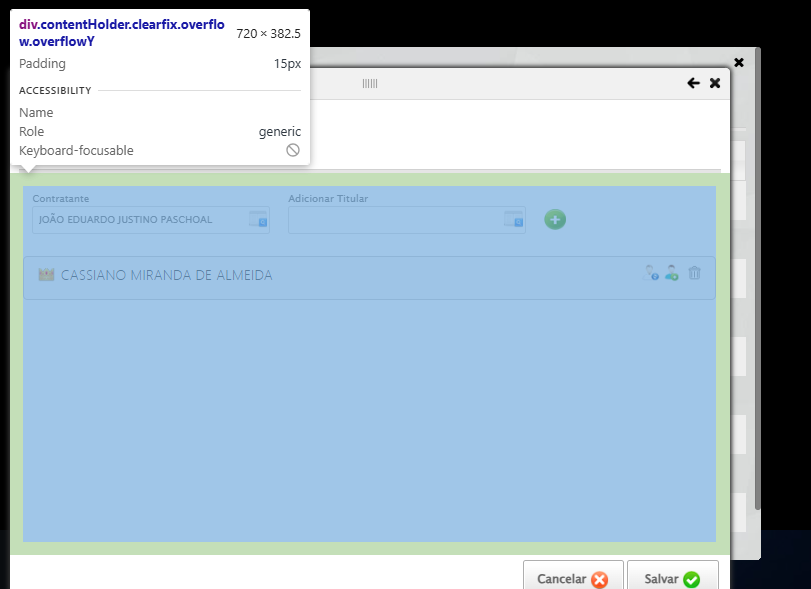 div.contentHolder.clearfix.overflo
w.overflowY
720 × 382.5
Padding 15px
ACCESSIBILITY
Name
Role generic
Keyboard-focusable
Contratante Adicionar Titular
JOÃO EDUARDO JUSTINO PASCHOAL
CASSIANO MIRANDA DE ALMEIDA
Cancelar Salvar